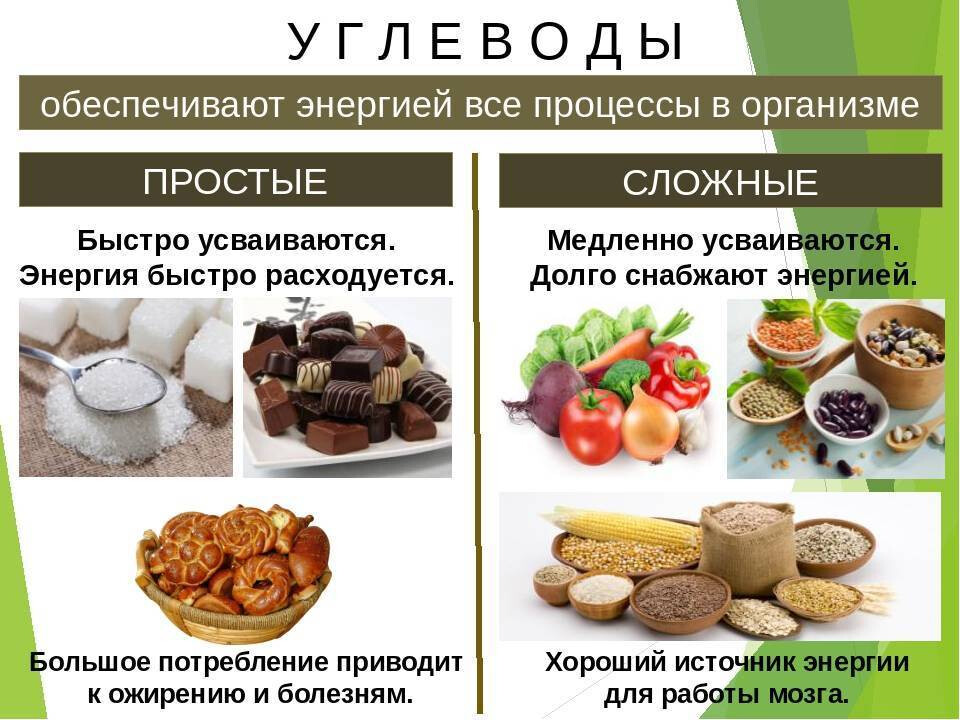 УГЛЕВОДЫ
обеспечивают энергией все процессы в организме
ПРОСТЫЕ
Быстро усваиваются.
Энергия быстро расходуется.
Большое потребление приводит
к ожирению и болезням.
СЛОЖНЫЕ
Медленно усваиваются.
Долго снабжают энергией.
Хороший источник энергии
для работы мозга.